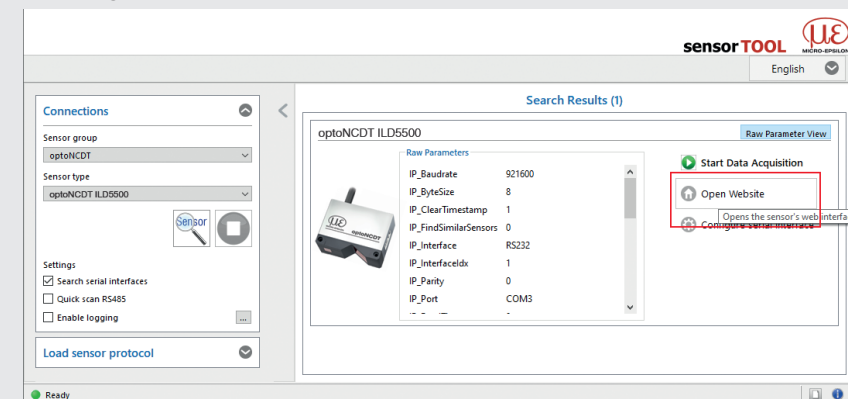 sensorTOOL
MICRO-EPSILON
English
Connections
Sensor group
optoNCDT
Sensor type
optoNCDT ILD5500
Sensor
Settings
Search serial interfaces
Quick scan RS485
Enable logging
...
Load sensor protocol
Search Results (1)
optoNCDT ILD5500
Raw Parameter View
Raw Parameters
IP_Baudrate 921600
IP_ByteSize 8
IP_ClearTimestamp 1
IP_FindSimilarSensors 0
IP_Interface RS232
IP_InterfaceIdx 1
IP_Parity 0
IP_Port COM3
optoNCDT
Start Data Acquisition
Open Website
Opens the sensor's web interfa
Configure serial interface
Ready